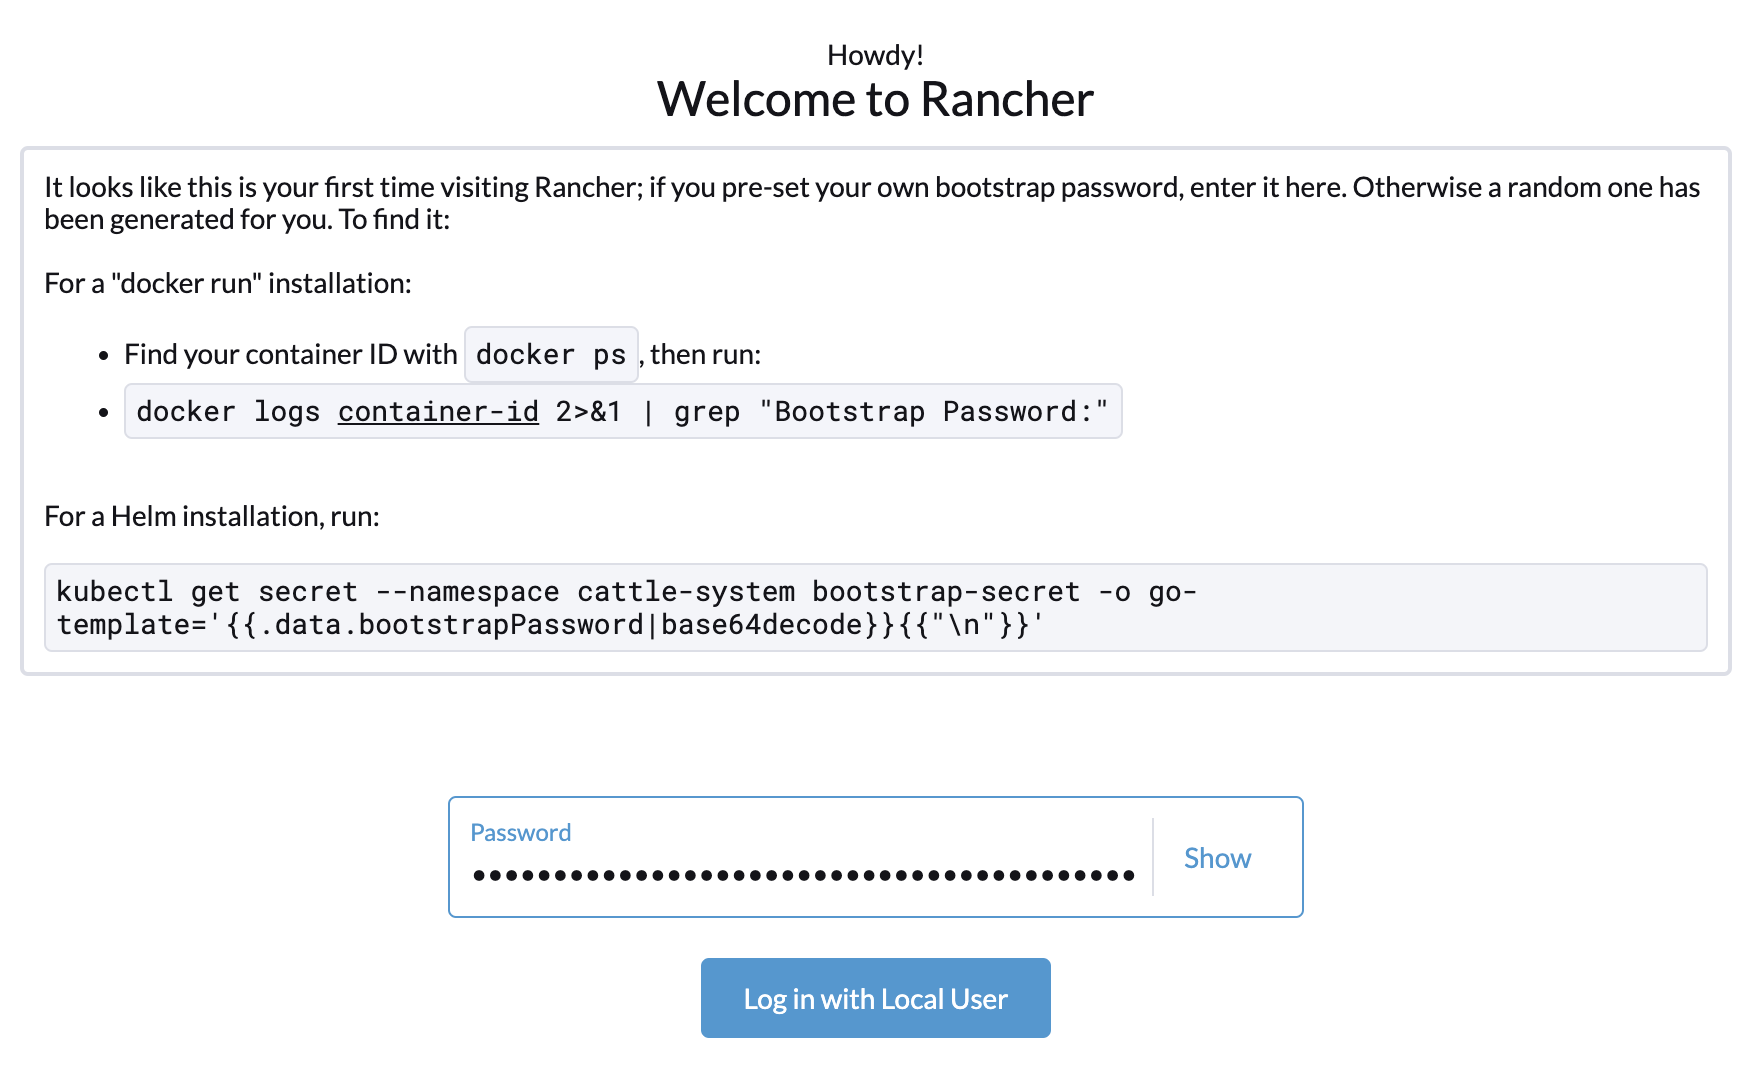 Howdy!
Welcome to Rancher
It looks like this is your first time visiting Rancher; if you pre-set your own bootstrap password, enter it here. Otherwise a random one has
been generated for you. To find it:
For a "docker run" installation:
• Find your container ID with docker ps , then run:
• docker logs container-id 2>&1 | grep "Bootstrap Password:"
For a Helm installation, run:
kubectl get secret --namespace cattle-system bootstrap-secret -o go-
template='{{.data.bootstrapPassword|base64decode}}{{"\n"}}'
Password
Show
Log in with Local User